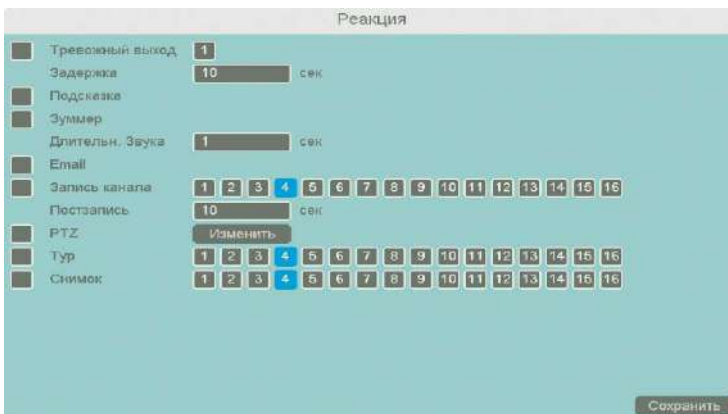 Реакция
Тревожный выход 1
Задержка 10 сек
Подсказка
Зуммер
Длительн. Звука 1 сек
Email
Запись канала 1 2 3 4 5 6 7 8 9 10 11 12 13 14 15 16
Постзапись 10 сек
PTZ Изменить
Тур 1 2 3 4 5 6 7 8 9 10 11 12 13 14 15 16
Снимок 1 2 3 4 5 6 7 8 9 10 11 12 13 14 15 16
Сохранить